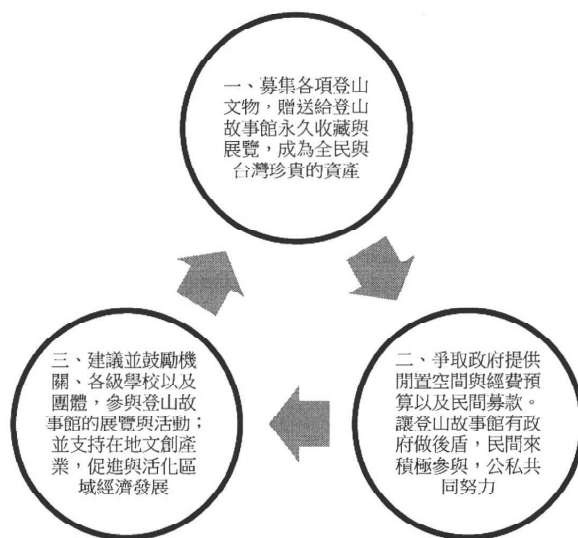 一、募集各項登山
文物，贈送給登山
故事館永久收藏與
展覽，成為全民與
台灣珍貴的資產
二、爭取政府提供
閒置空間與經費預
算以及民間募款。
讓登山故事館有政
府做後盾，民間來
積極參與，公私共
同努力
三、建議並鼓勵機
關、各級學校以及
團體，參與登山故
事館的展覽與活動；
並支持在地文創產
業，促進與活化區
域經濟發展